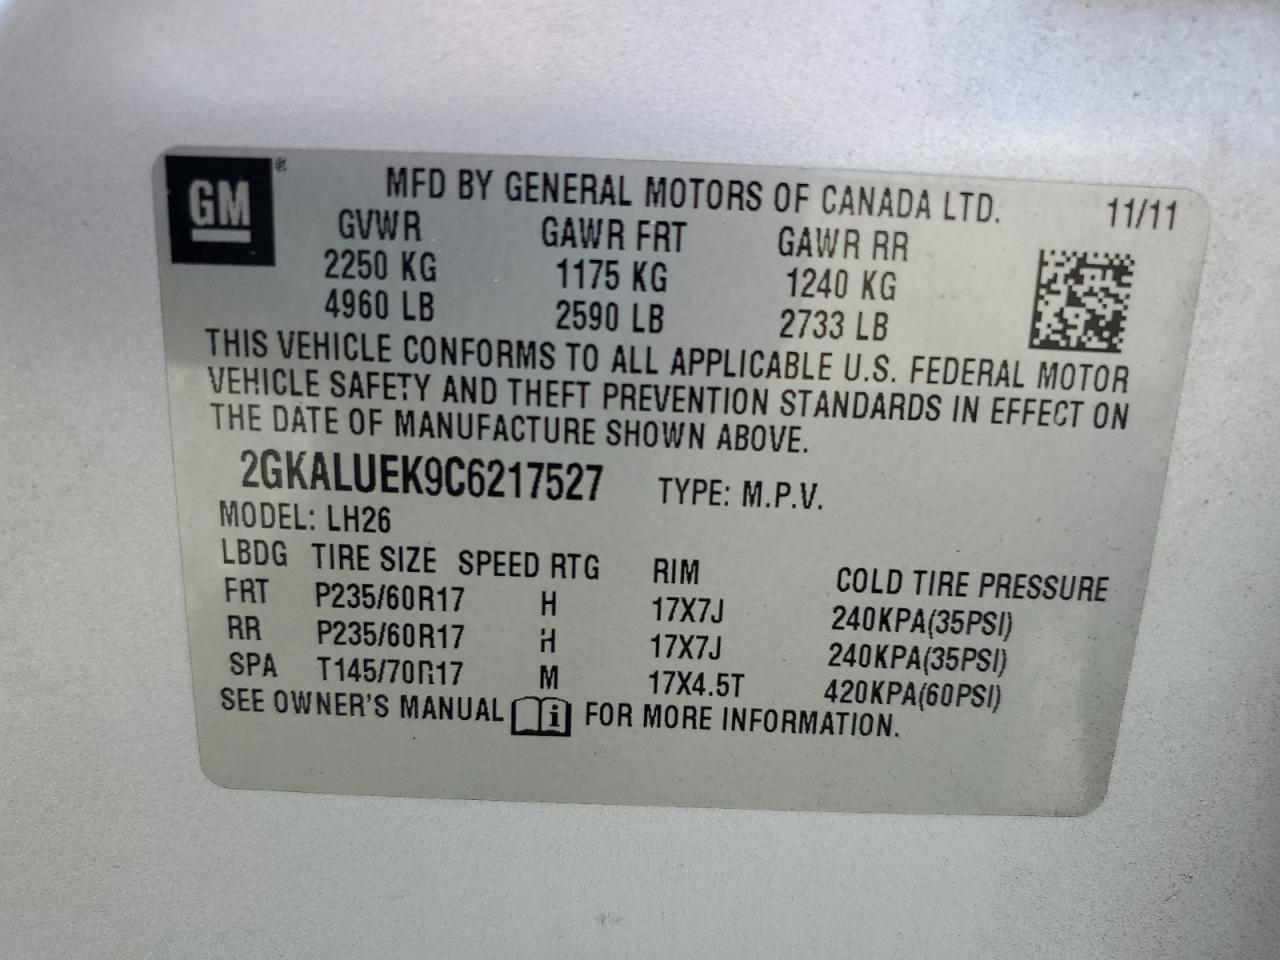 GM ® MFD BY GENERAL MOTORS OF CANADA LTD. 11/11
GVWR GAWR FRT GAWR RR
2250 KG 1175 KG 1240 KG
4960 LB 2590 LB 2733 LB
THIS VEHICLE CONFORMS TO ALL APPLICABLE U.S. FEDERAL MOTOR
VEHICLE SAFETY AND THEFT PREVENTION STANDARDS IN EFFECT ON
THE DATE OF MANUFACTURE SHOWN ABOVE.
2GKALUEK9C6217527 TYPE: M.P.V.
MODEL: LH26
LBDG TIRE SIZE SPEED RTG RIM COLD TIRE PRESSURE
FRT P235/60R17 H 17X7J 240KPA(35PSI)
RR P235/60R17 H 17X7J 240KPA(35PSI)
SPA T145/70R17 M 17X4.5T 420KPA(60PSI)
SEE OWNER'S MANUAL i FOR MORE INFORMATION.